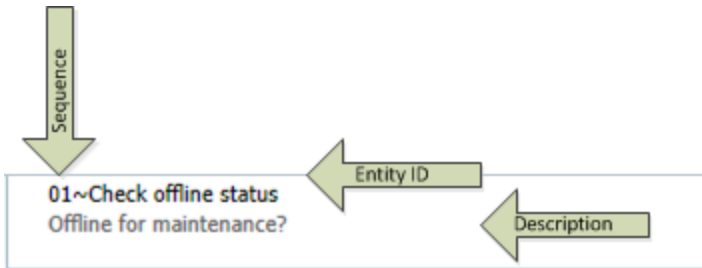 Sequence
Entity ID
01~Check offline status
Offline for maintenance?
Description